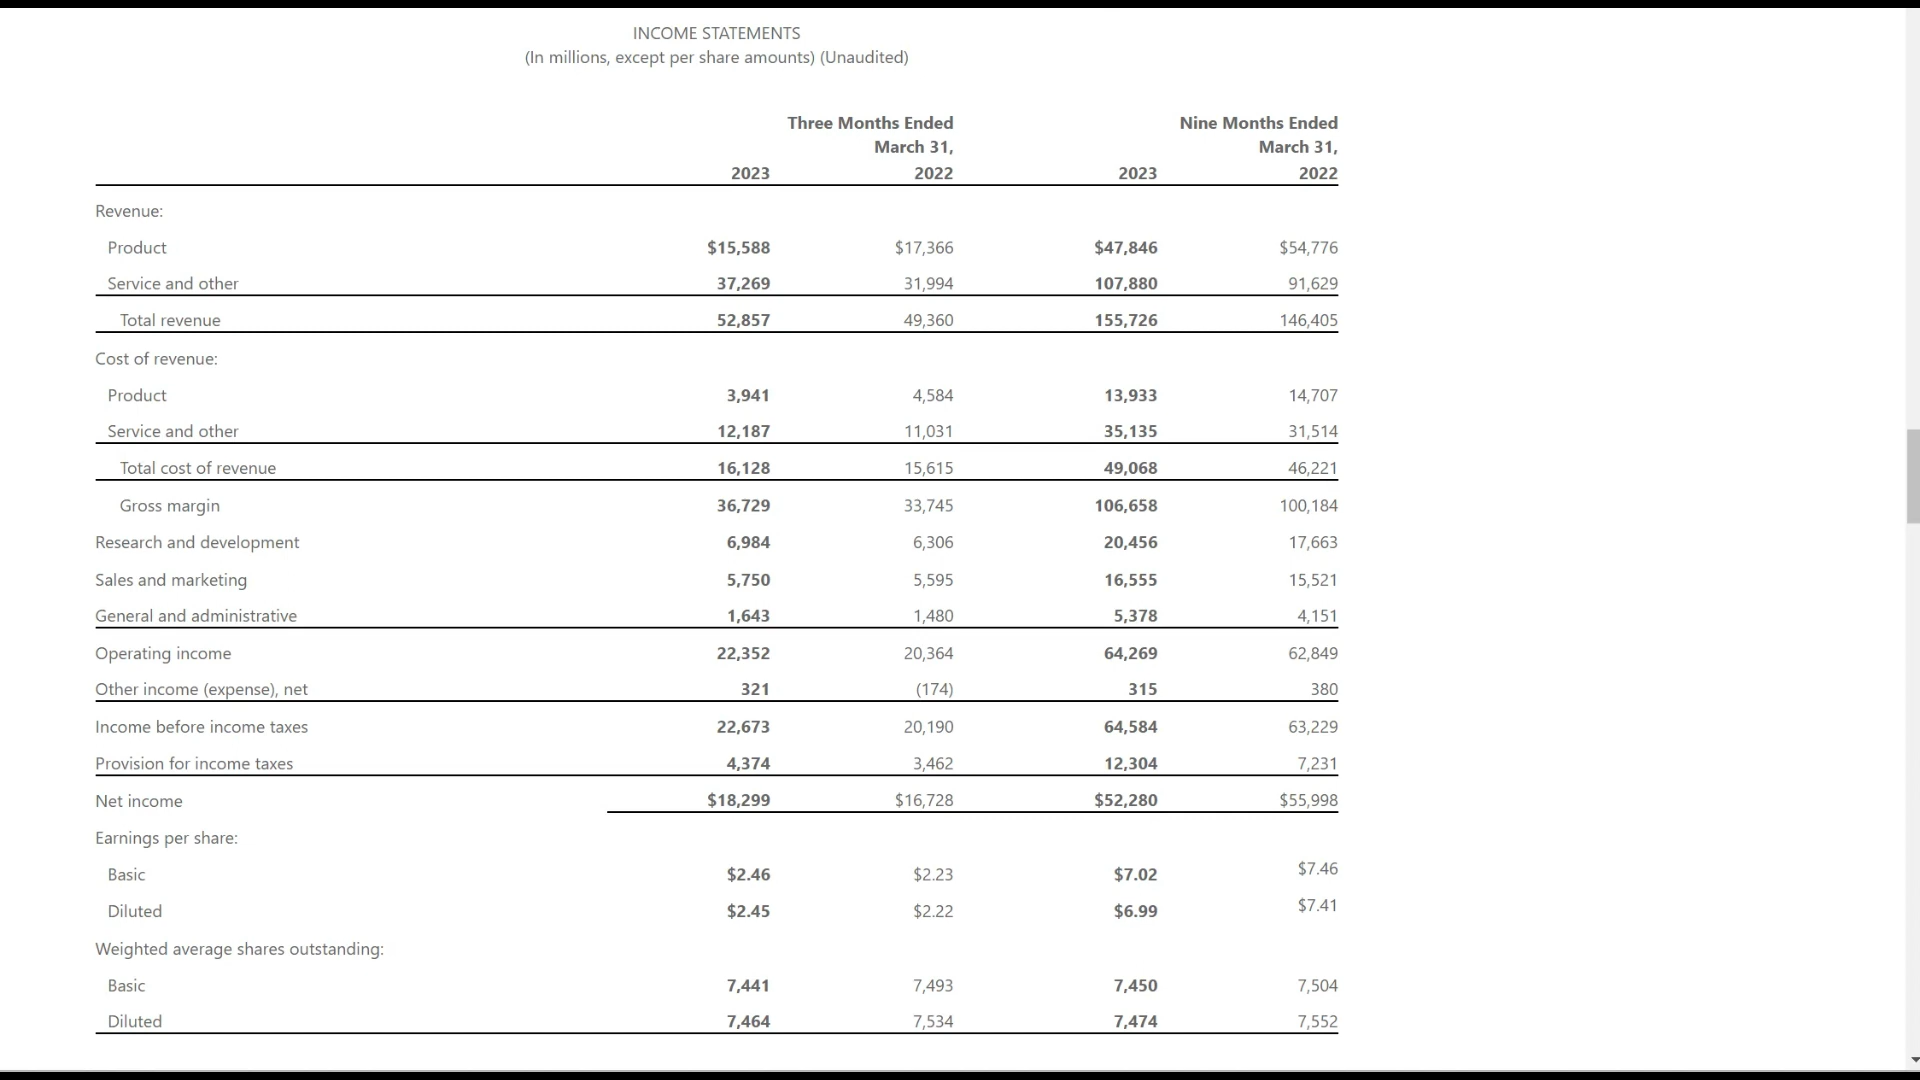 INCOME STATEMENTS
(In millions, except per share amounts) (Unaudited)
Three Months Ended Nine Months Ended
March 31, March 31,
2023 2022 2023 2022
Revenue:
Product $15,588 $17,366 $47,846 $54,776
Service and other 37,269 31,994 107,880 91,629
Total revenue 52,857 49,360 155,726 146,405
Cost of revenue:
Product 3,941 4,584 13,933 14,707
Service and other 12,187 11,031 35,135 31,514
Total cost of revenue 16,128 15,615 49,068 46,221
Gross margin 36,729 33,745 106,658 100,184
Research and development 6,984 6,306 20,456 17,663
Sales and marketing 5,750 5,595 16,555 15,521
General and administrative 1,643 1,480 5,378 4,151
Operating income 22,352 20,364 64,269 62,849
Other income (expense), net 321 (174) 315 380
Income before income taxes 22,673 20,190 64,584 63,229
Provision for income taxes 4,374 3,462 12,304 7,231
Net income $18,299 $16,728 $52,280 $55,998
Earnings per share:
Basic $2.46 $2.23 $7.02 $7.46
Diluted $2.45 $2.22 $6.99 $7.41
Weighted average shares outstanding:
Basic 7,441 7,493 7,450 7,504
Diluted 7,464 7,534 7,474 7,552